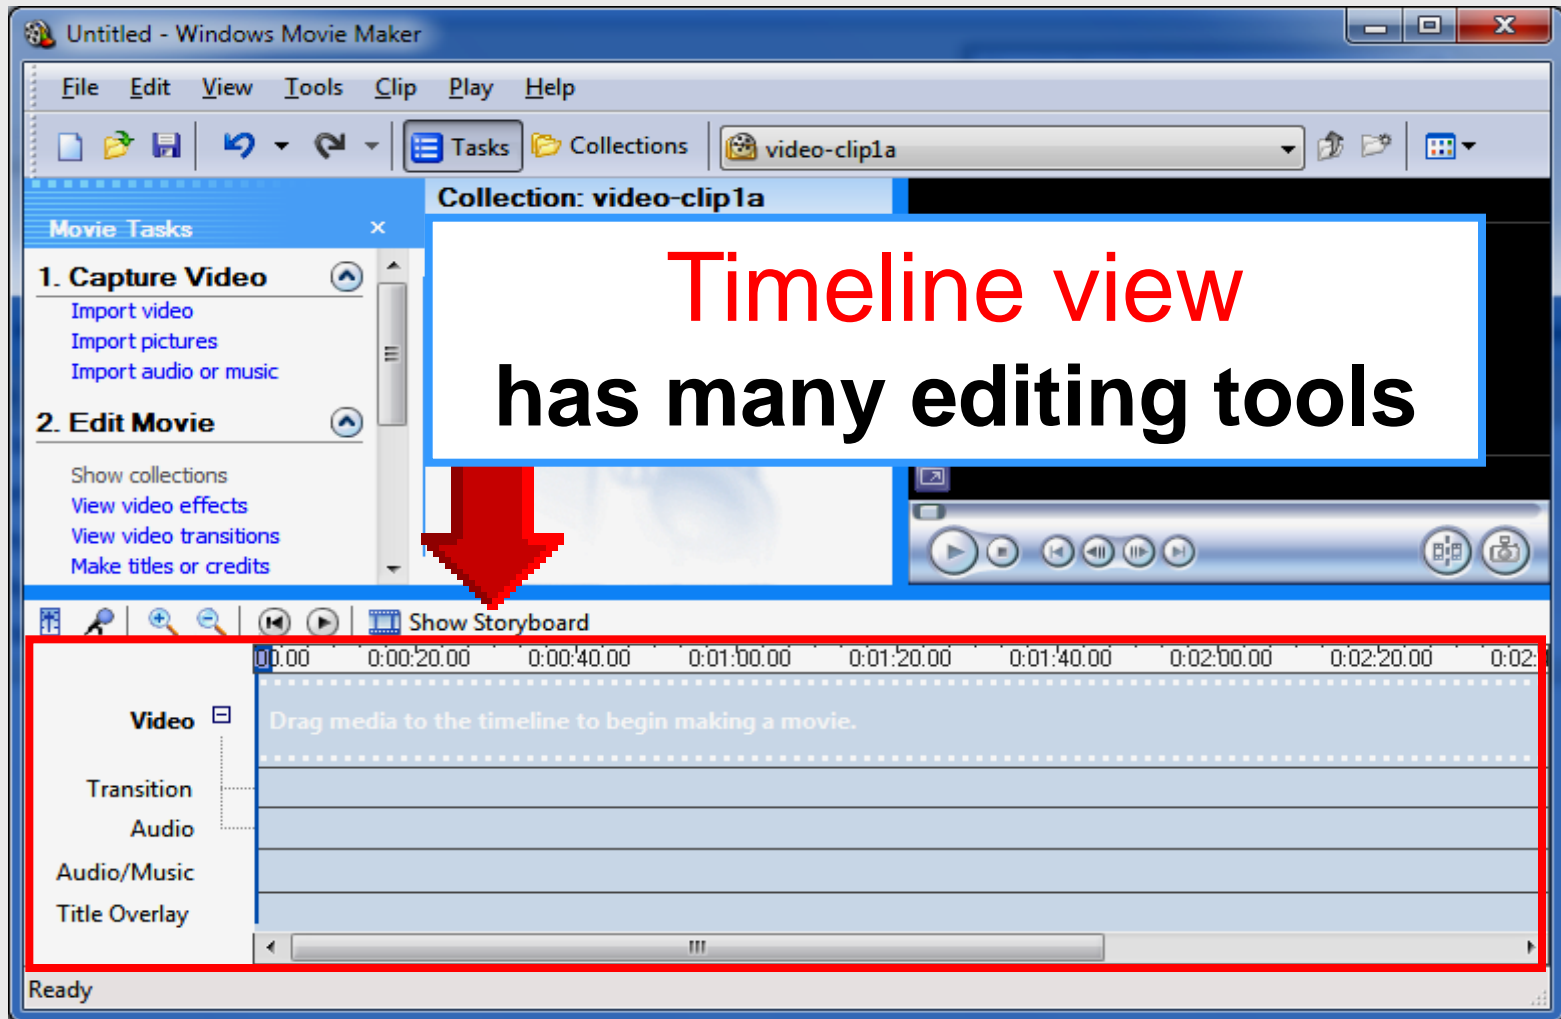 Untitled - Windows Movie Maker
File Edit View Tools Clip Play Help
Tasks Collections video-clip1a
Collection: video-clip1a
Movie Tasks
1. Capture Video
Import video
Import pictures
Import audio or music
2. Edit Movie
Show collections
View video effects
View video transitions
Make titles or credits
Timeline view
has many editing tools
Show Storyboard
00.00 0:00:20.00 0:00:40.00 0:01:00.00 0:01:20.00 0:01:40.00 0:02:00.00 0:02:20.00 0:02:
Video Drag media to the timeline to begin making a movie.
Transition
Audio
Audio/Music
Title Overlay
Ready